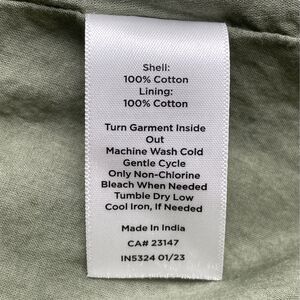 Shell:
100% Cotton
Lining:
100% Cotton
Turn Garment Inside
Out
Machine Wash Cold
Gentle Cycle
Only Non-Chlorine
Bleach When Needed
Tumble Dry Low
Cool Iron, If Needed
Made In India
CA# 23147
IN5324 01/23